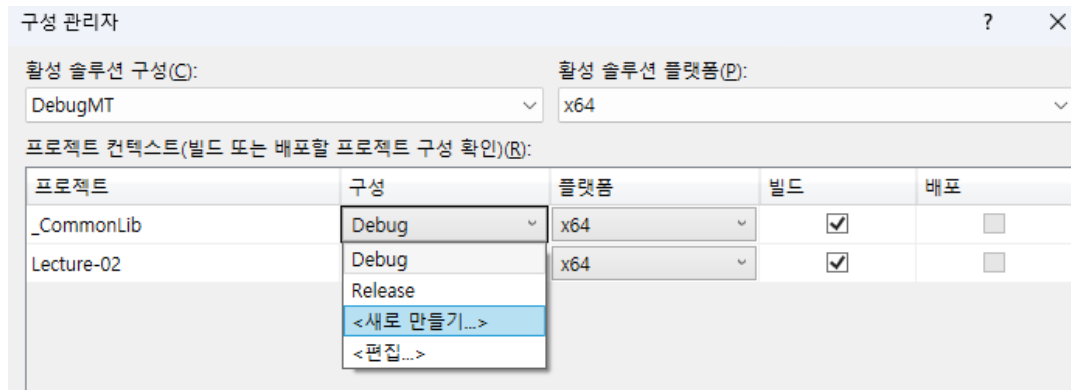 구성 관리자 ? ×
활성 솔루션 구성(C): 활성 솔루션 플랫폼(P):
DebugMT x64
프로젝트 컨텍스트(빌드 또는 배포할 프로젝트 구성 확인)(R):
프로젝트 구성 플랫폼 빌드 배포
_CommonLib Debug x64
Lecture-02 Debug x64
Release
<새로 만들기...>
<편집...>